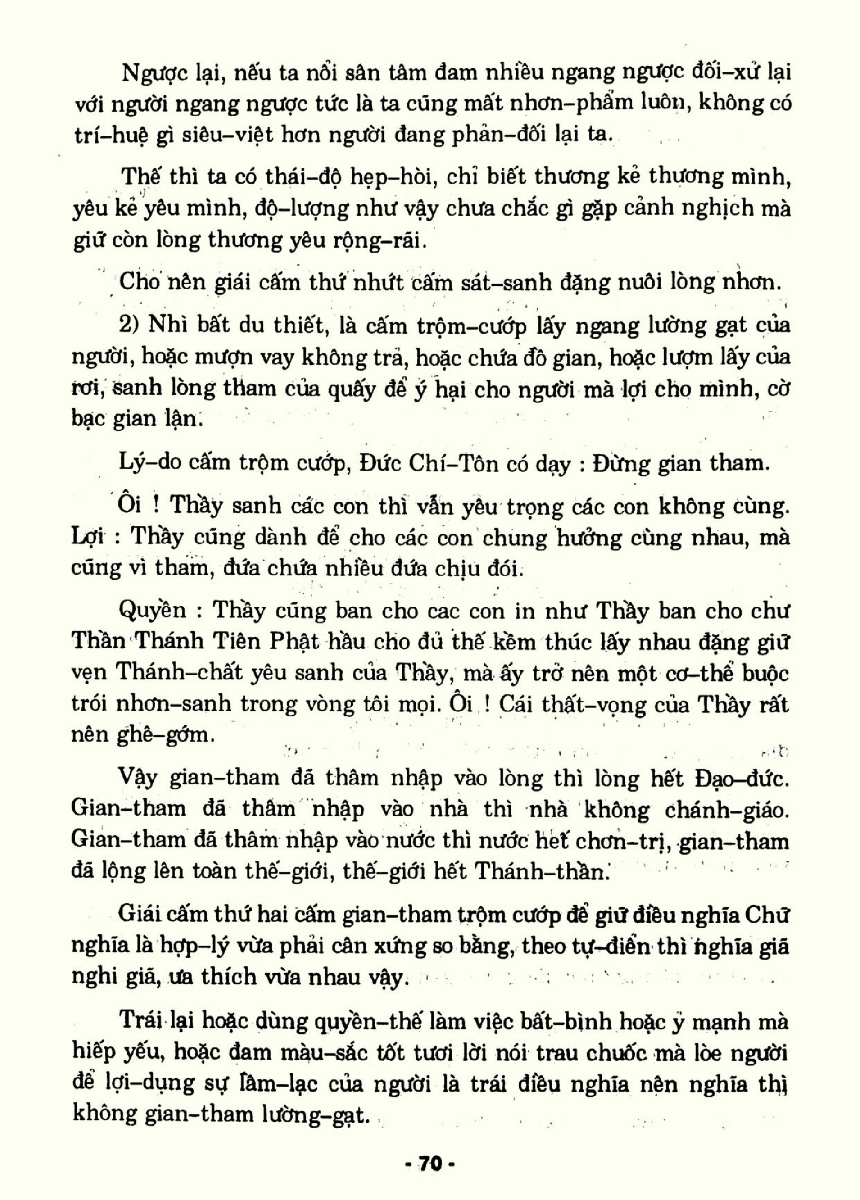 Ngược lại, nếu ta nổi sân tâm đam nhiều ngang ngược đối–xử lại
với người ngang ngược tức là ta cũng mất nhơn–phẩm luôn, không có
trí–huệ gì siêu–việt hơn người đang phản–đối lại ta.
Thế thì ta có thái–độ hẹp–hòi, chỉ biết thương kẻ thương mình,
yêu kẻ yêu mình, độ–lượng như vậy chưa chắc gì gặp cảnh nghịch mà
giữ còn lòng thương yêu rộng–rãi.
Cho nên giái cấm thứ nhứt cấm sát–sanh đặng nuôi lòng nhơn.
2) Nhì bất du thiết, là cấm trộm–cướp lấy ngang lường gạt của
người, hoặc mượn vay không trả, hoặc chứa đồ gian, hoặc lượm lấy của
rơi, sanh lòng tham của quấy để ý hại cho người mà lợi cho mình, cờ
bạc gian lận.
Lý–do cấm trộm cướp, Đức Chí–Tôn có dạy : Đừng gian tham.
Ôi ! Thầy sanh các con thì vẫn yêu trọng các con không cùng.
Lợi : Thầy cũng dành để cho các con chung hưởng cùng nhau, mà
cũng vì tham, đứa chứa nhiều đứa chịu đói.
Quyền : Thầy cũng ban cho cac con in như Thầy ban cho chư
Thần Thánh Tiên Phật hầu cho đủ thế kềm thúc lấy nhau đặng giữ
vẹn Thánh–chất yêu sanh của Thầy, mà ấy trở nên một cơ–thể buộc
trói nhơn–sanh trong vòng tôi mọi. Ôi ! Cái thất–vọng của Thầy rất
nên ghê–gớm.
Vậy gian–tham đã thâm nhập vào lòng thì lòng hết Đạo–đức.
Gian–tham đã thâm nhập vào nhà thì nhà không chánh–giáo.
Gian–tham đã thâm nhập vào nước thì nước hết chơn–trị, gian–tham
đã lộng lên toàn thế–giới, thế–giới hết Thánh–thần.
Giái cấm thứ hai cấm gian–tham trộm cướp để giữ điều nghĩa Chữ
nghĩa là hợp–lý vừa phải cân xứng so bằng, theo tự–điển thì nghĩa giã
nghi giã, ưa thích vừa nhau vậy.
Trái lại hoặc dùng quyền–thế làm việc bất–bình hoặc ỷ mạnh mà
hiếp yếu, hoặc đam màu–sắc tốt tươi lời nói trau chuốc mà lòe người
để lợi–dụng sự lầm–lạc của người là trái điều nghĩa nên nghĩa thị
không gian–tham lường–gạt.
- 70 -